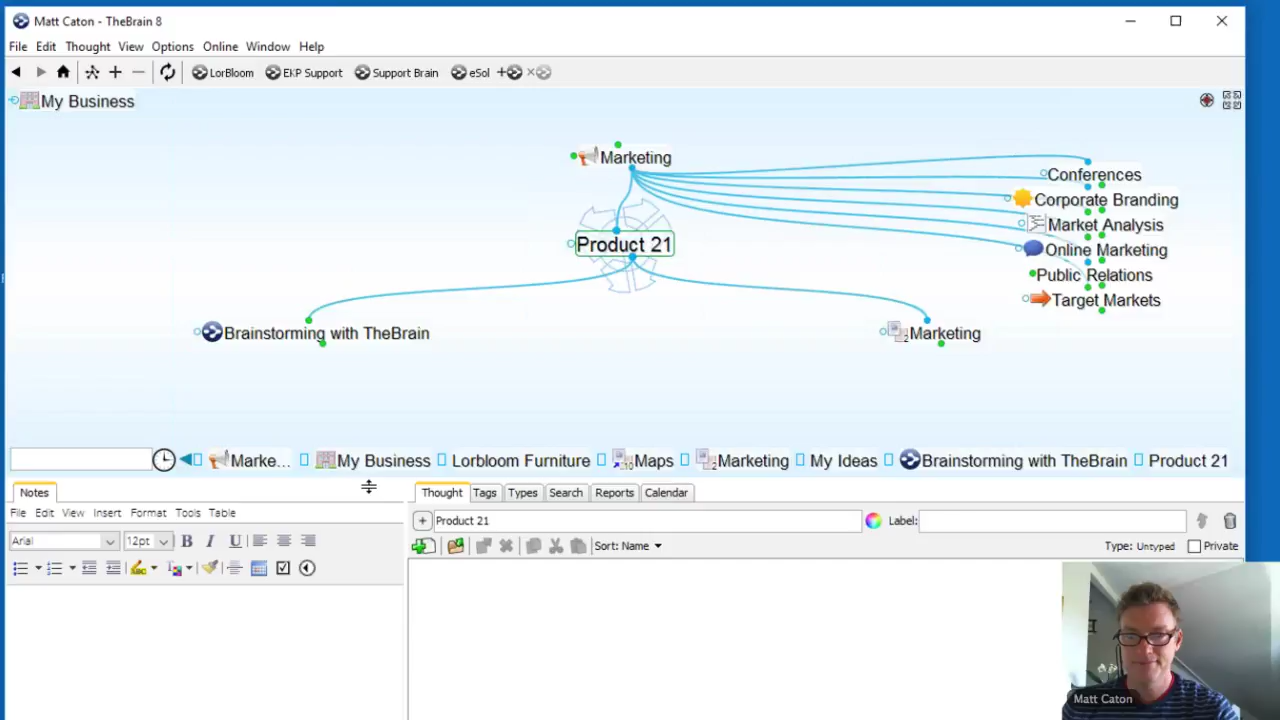 Matt Caton - TheBrain 8
File Edit Thought View Options Online Window Help
LorBloom EKP Support Support Brain eSol
My Business
Marketing
Conferences
Corporate Branding
Market Analysis
Online Marketing
Public Relations
Target Markets
Product 21
Brainstorming with TheBrain
2 Marketing
Marke... My Business Lorbloom Furniture 10 Maps 2 Marketing My Ideas Brainstorming with TheBrain Product 21
Notes
File Edit View Insert Format Tools Table
Arial 12pt B I U
Thought Tags Types Search Reports Calendar
Product 21 Label:
Sort: Name Type: Untyped Private
Matt Caton